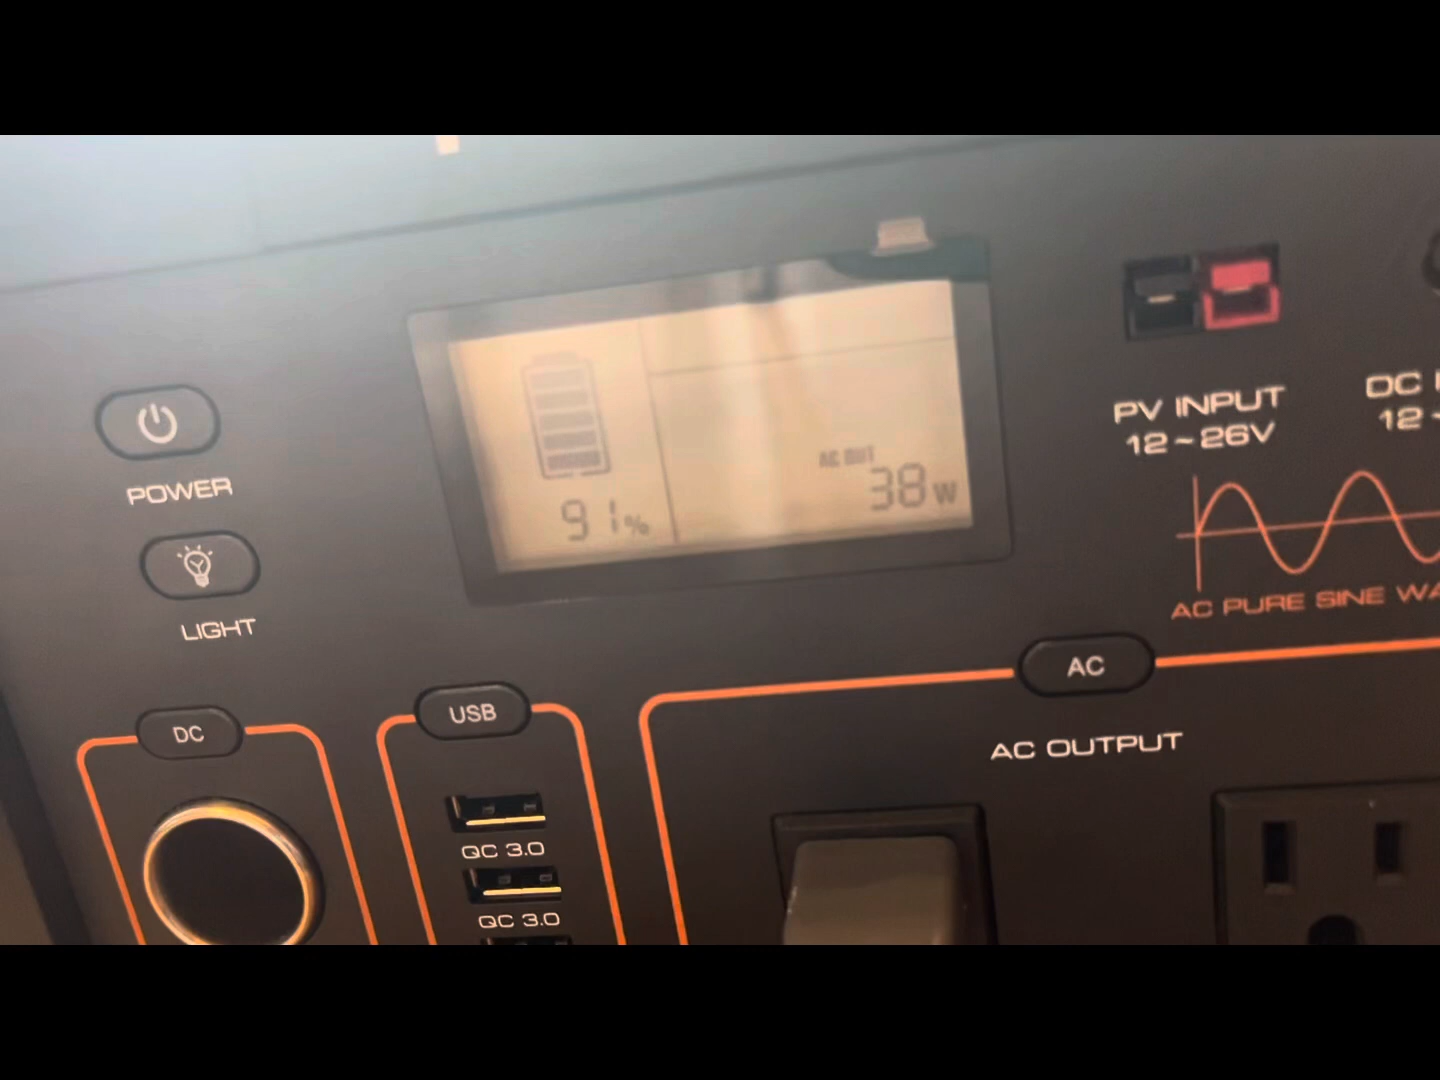 91%
AC OUT
38W
PV INPUT
12~26V
DC
12
POWER
LIGHT
AC PURE SINE
DC
USB
AC
AC OUTPUT
QC 3.0
QC 3.0